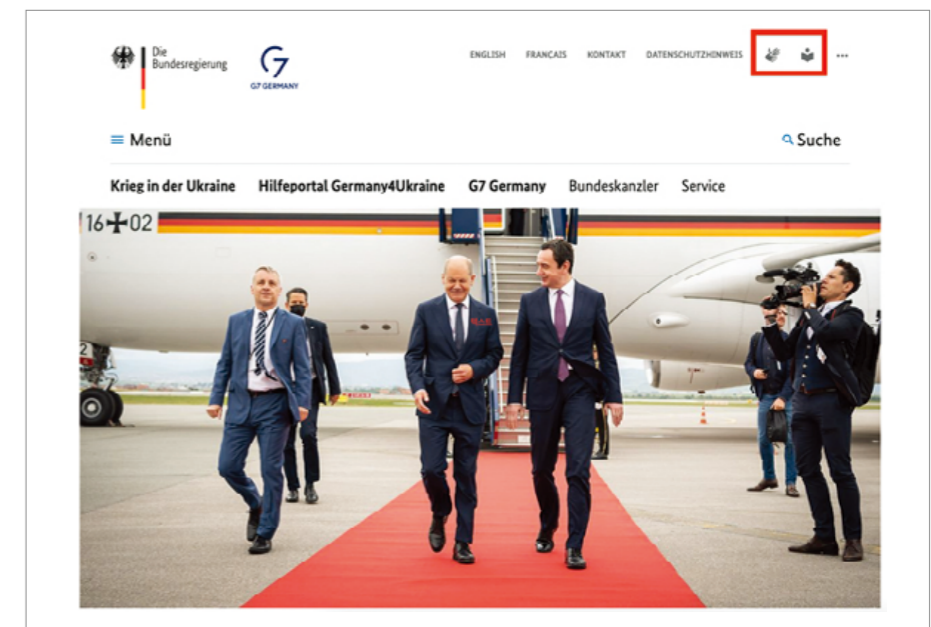 Die
Bundesregierung
G7
G7 GERMANY
ENGLISH FRANÇAIS KONTAKT DATENSCHUTZHINWEIS
Menü
Suche
Krieg in der Ukraine Hilfeportal Germany4Ukraine G7 Germany Bundeskanzler Service
16 02
2